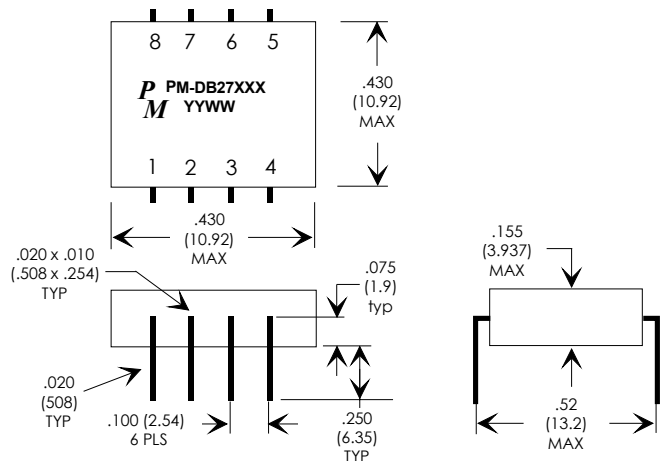 8 7 6 5
P PM-DB27XXX
M YYWW
1 2 3 4
.430
(10.92)
MAX
.430
(10.92)
MAX
.020 x .010
(.508 x .254)
TYP
.075
(1.9)
typ
.155
(3.937)
MAX
.020
(508)
TYP
.100 (2.54)
6 PLS
.250
(6.35)
TYP
.52
(13.2)
MAX